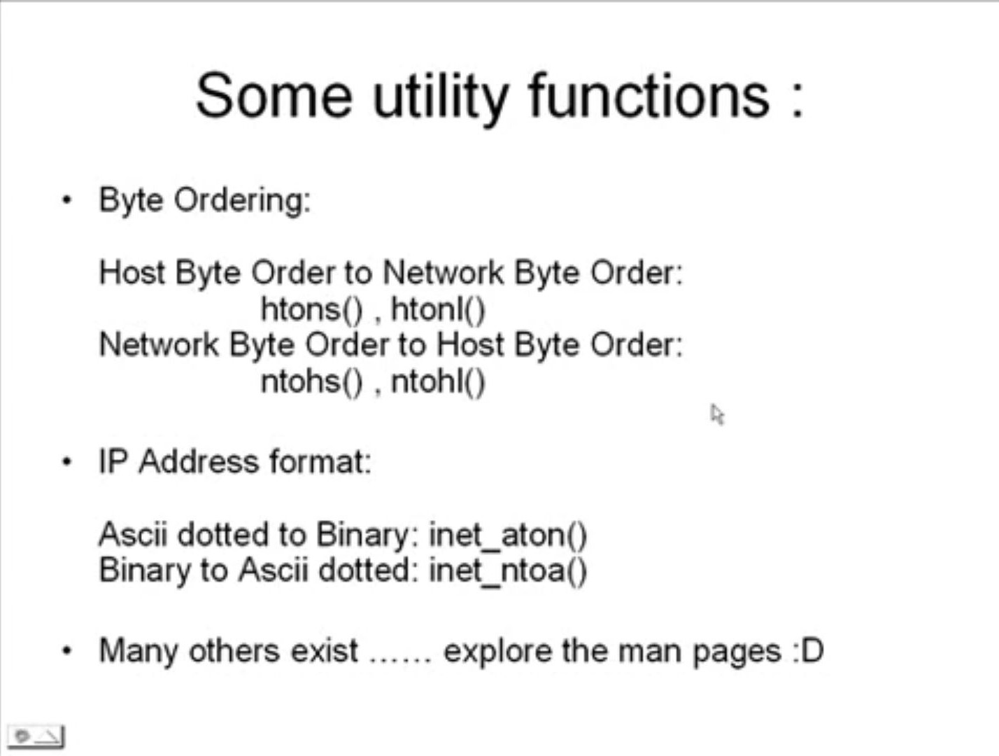 Some utility functions :
• Byte Ordering:
Host Byte Order to Network Byte Order:
htons() , htonl()
Network Byte Order to Host Byte Order:
ntohs() , ntohl()
• IP Address format:
Ascii dotted to Binary: inet_aton()
Binary to Ascii dotted: inet_ntoa()
• Many others exist ...... explore the man pages :D